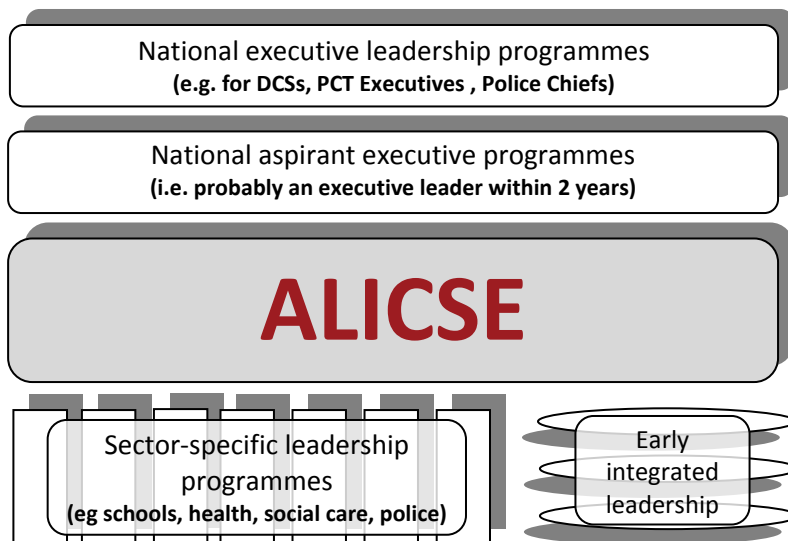 National executive leadership programmes
(e.g. for DCSs, PCT Executives , Police Chiefs)
National aspirant executive programmes
(i.e. probably an executive leader within 2 years)
ALICSE
Sector-specific leadership
programmes
(eg schools, health, social care, police)
Early
integrated
leadership